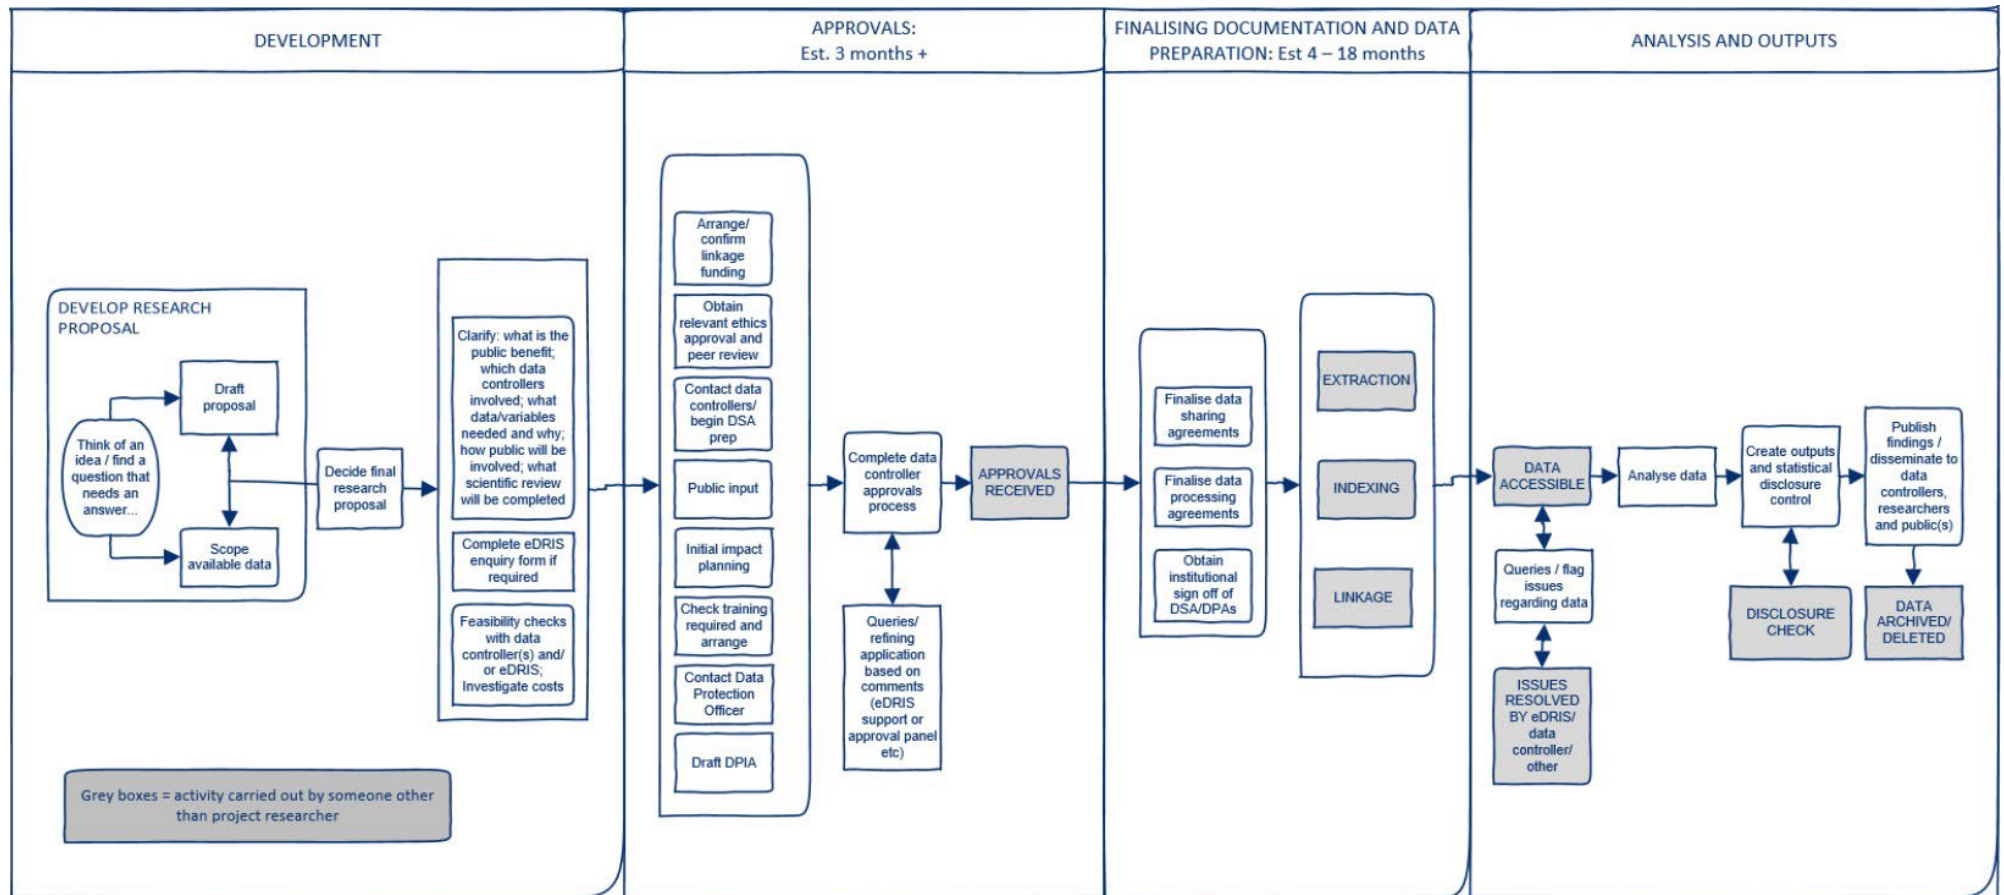 DEVELOPMENT
APPROVALS:
Est. 3 months +
FINALISING DOCUMENTATION AND DATA
PREPARATION: Est 4 – 18 months
ANALYSIS AND OUTPUTS
DEVELOP RESEARCH
PROPOSAL
Think of an
idea / find a
question that
needs an
answer...
Draft
proposal
Scope
available data
Decide final
research
proposal
Clarify: what is the
public benefit;
which data
controllers
involved; what
data/variables
needed and why;
how public will be
involved; what
scientific review
will be completed
Complete eDRIS
enquiry form if
required
Feasibility checks
with data
controller(s) and/
or eDRIS;
Investigate costs
Grey boxes = activity carried out by someone other
than project researcher
Arrange/
confirm
linkage
funding
Obtain
relevant ethics
approval and
peer review
Contact data
controllers/
begin DSA
prep
Public input
Initial impact
planning
Check training
required and
arrange
Contact Data
Protection
Officer
Draft DPIA
Complete data
controller
approvals
process
Queries/
refining
application
based on
comments
(eDRIS
support or
approval panel
etc)
APPROVALS
RECEIVED
Finalise data
sharing
agreements
Finalise data
processing
agreements
Obtain
institutional
sign off of
DSA/DPAs
EXTRACTION
INDEXING
LINKAGE
DATA
ACCESSIBLE
Queries / flag
issues
regarding data
ISSUES
RESOLVED
BY eDRIS/
data
controller/
other
Analyse data
Create outputs
and statistical
disclosure
control
DISCLOSURE
CHECK
Publish
findings /
disseminate to
data
controllers,
researchers
and public(s)
DATA
ARCHIVED/
DELETED